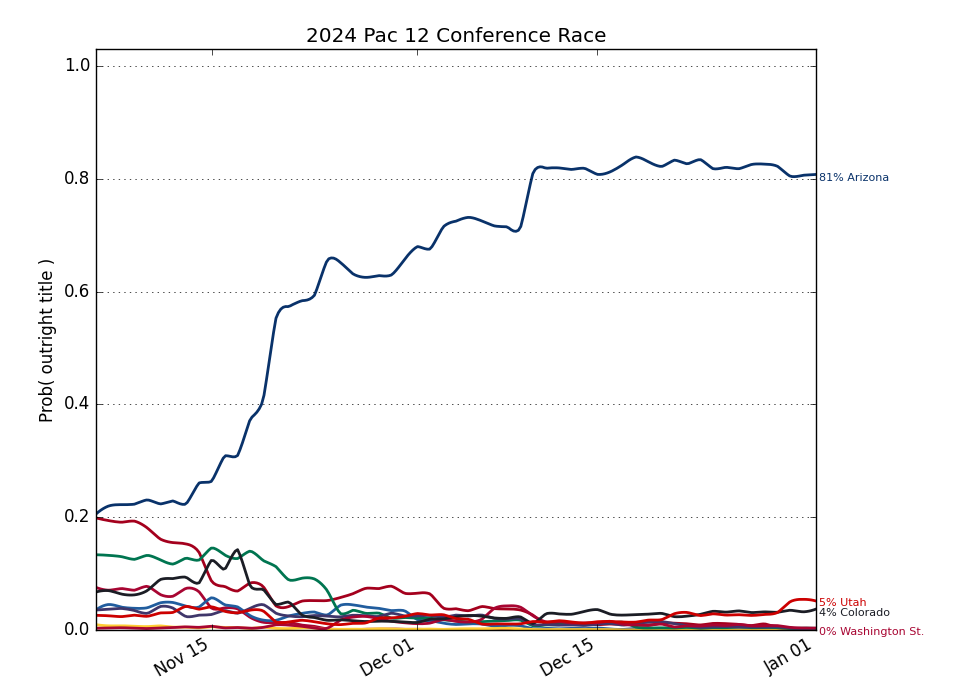 2024 Pac 12 Conference Race
Prob( outright title )
1.0
0.8
0.6
0.4
0.2
0.0
81% Arizona
5% Utah
4% Colorado
0% Washington St.
Nov 15
Dec 01
Dec 15
Jan 01